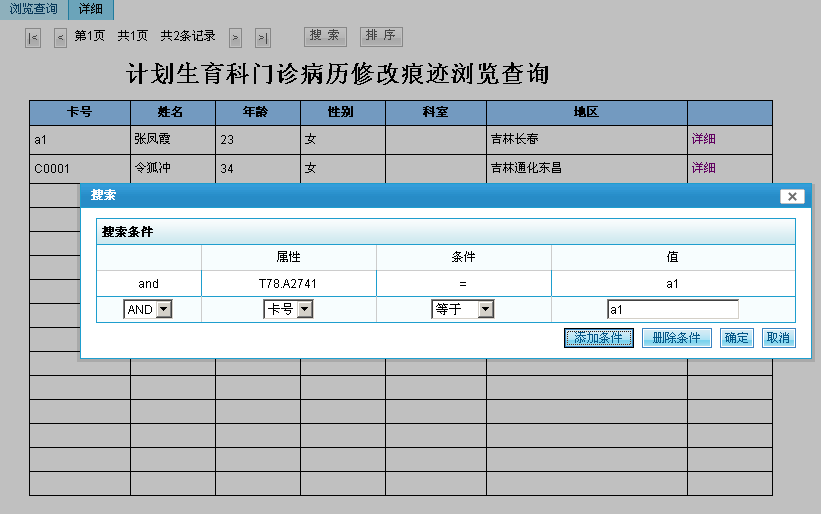 浏览查询 详细
|< < 第1页 共1页 共2条记录 > >| 搜 索 排 序
计划生育科门诊病历修改痕迹浏览查询
卡号 姓名 年龄 性别 科室 地区
a1 张凤霞 23 女 吉林长春 详细
C0001 令狐冲 34 女 吉林通化东昌 详细
搜索
搜索条件
属性 条件 值
and T78.A2741 = a1
AND 卡号 等于 a1
添加条件 删除条件 确定 取消